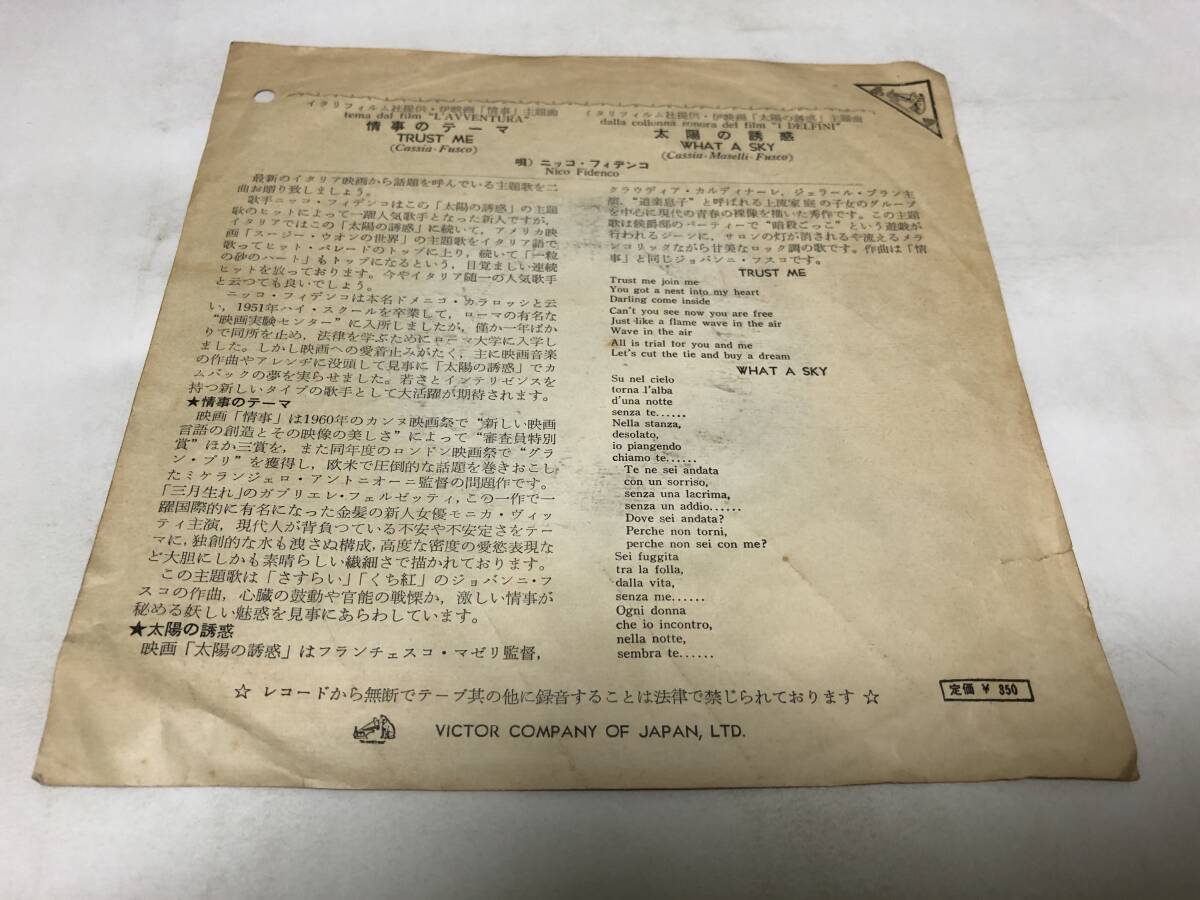 イタリフィルム社提供・伊映画「情事」主題曲
tema dal film "L'AVVENTURA"
情事のテーマ
TRUST ME
(Cassia-Fusco)
イタリフィルム社提供・伊映画「太陽の誘惑」主題曲
dalla collonna sonora del film "I DELFINI"
太陽の誘惑
WHAT A SKY
(Cassia-Maselli-Fusco)
唄) ニッコ・フィデンコ
Nico Fidenco
最新のイタリア映画から話題を呼んでいる主題歌を二
曲お贈り致しましょう。
歌手ニッコ・フィデンコはこの「太陽の誘惑」の主題
歌のヒットによって一躍人気歌手となった新人ですが,
イタリアではこの「太陽の誘惑」に続いて, アメリカ映
画「スージー・ウオンの世界」の主題歌をイタリア語で
歌ってヒット・パレードのトップに上り, 続いて「一粒
の砂のハート」もトップになるという, 目覚ましい連続
ヒットを放っております。今やイタリア随一の人気歌手
と云つても良いでしょう。
ニッコ・フィデンコは本名ドメニコ・カラロッシと云
い, 1951年ハイ・スクールを卒業して, ローマの有名な
"映画実験センター" に入所しましたが, 僅か一年ばか
りで同所を止め, 法律を学ぶためにローマ大学に入学し
ました。しかし映画への愛着止みがたく, 主に映画音楽
の作曲やアレンヂに没頭して見事に「太陽の誘惑」でカ
ムバックの夢を実らせました。若さとインテリゼンスを
持つ新しいタイプの歌手として大活躍が期待されます。
★情事のテーマ
映画「情事」は1960年のカンヌ映画祭で "新しい映画
言語の創造とその映像の美しさ" によって "審査員特別
賞" ほか三賞を, また同年度のロンドン映画祭で "グラ
ン・プリ" を獲得し, 欧米で圧倒的な話題を巻きおこし
たミケランジェロ・アントニオーニ監督の問題作です。
「三月生れ」のガブリエレ・フェルゼッティ, この一作で一
躍国際的に有名になった金髪の新人女優モニカ・ヴィッ
ティ主演, 現代人が背負つている不安や不安定さをテー
マに, 独創的な水も洩さぬ構成, 高度な密度の愛慾表現な
ど大胆にしかも素晴らしい繊細さで描かれております。
この主題歌は「さすらい」「くち紅」のジョバンニ・フ
スコの作曲, 心臓の鼓動や官能の戦慄か, 激しい情事が
秘める妖しい魅惑を見事にあらわしています。
★太陽の誘惑
映画「太陽の誘惑」はフランチェスコ・マゼリ監督,
クラウディア・カルディナーレ, ジェラール・ブランキ
演, "道楽息子" と呼ばれる上流家庭の子女のグループ
を中心に現代の青春の裸像を描いた秀作です。この主題
歌は候爵邸のパーティーで "暗殺ごっこ" という遊戯が
行われるシーンに, サロンの灯が消されるや流えるメラ
ンコリックながら甘美なロック調の歌です。作曲は「情
事」と同じジョバンニ・フスコです。
TRUST ME
Trust me join me
You got a nest into my heart
Darling come inside
Can't you see now you are free
Just like a flame wave in the air
Wave in the air
All is trial for you and me
Let's cut the tie and buy a dream
WHAT A SKY
Su nel cielo
torna l'alba
d'una notte
senza te......
Nella stanza,
desolato,
io piangendo
chiamo te......
Te ne sei andata
con un sorriso,
senza una lacrima,
senza un addio......
Dove sei andata?
Perche non torni,
perche non sei con me?
Sei fuggita
tra la folla,
dalla vita,
senza me......
Ogni donna
che io incontro,
nella notte,
sembra te......
☆ レコードから無断でテープ其の他に録音することは法律で禁じられております ☆
定価 ¥ 350
VICTOR COMPANY OF JAPAN, LTD.